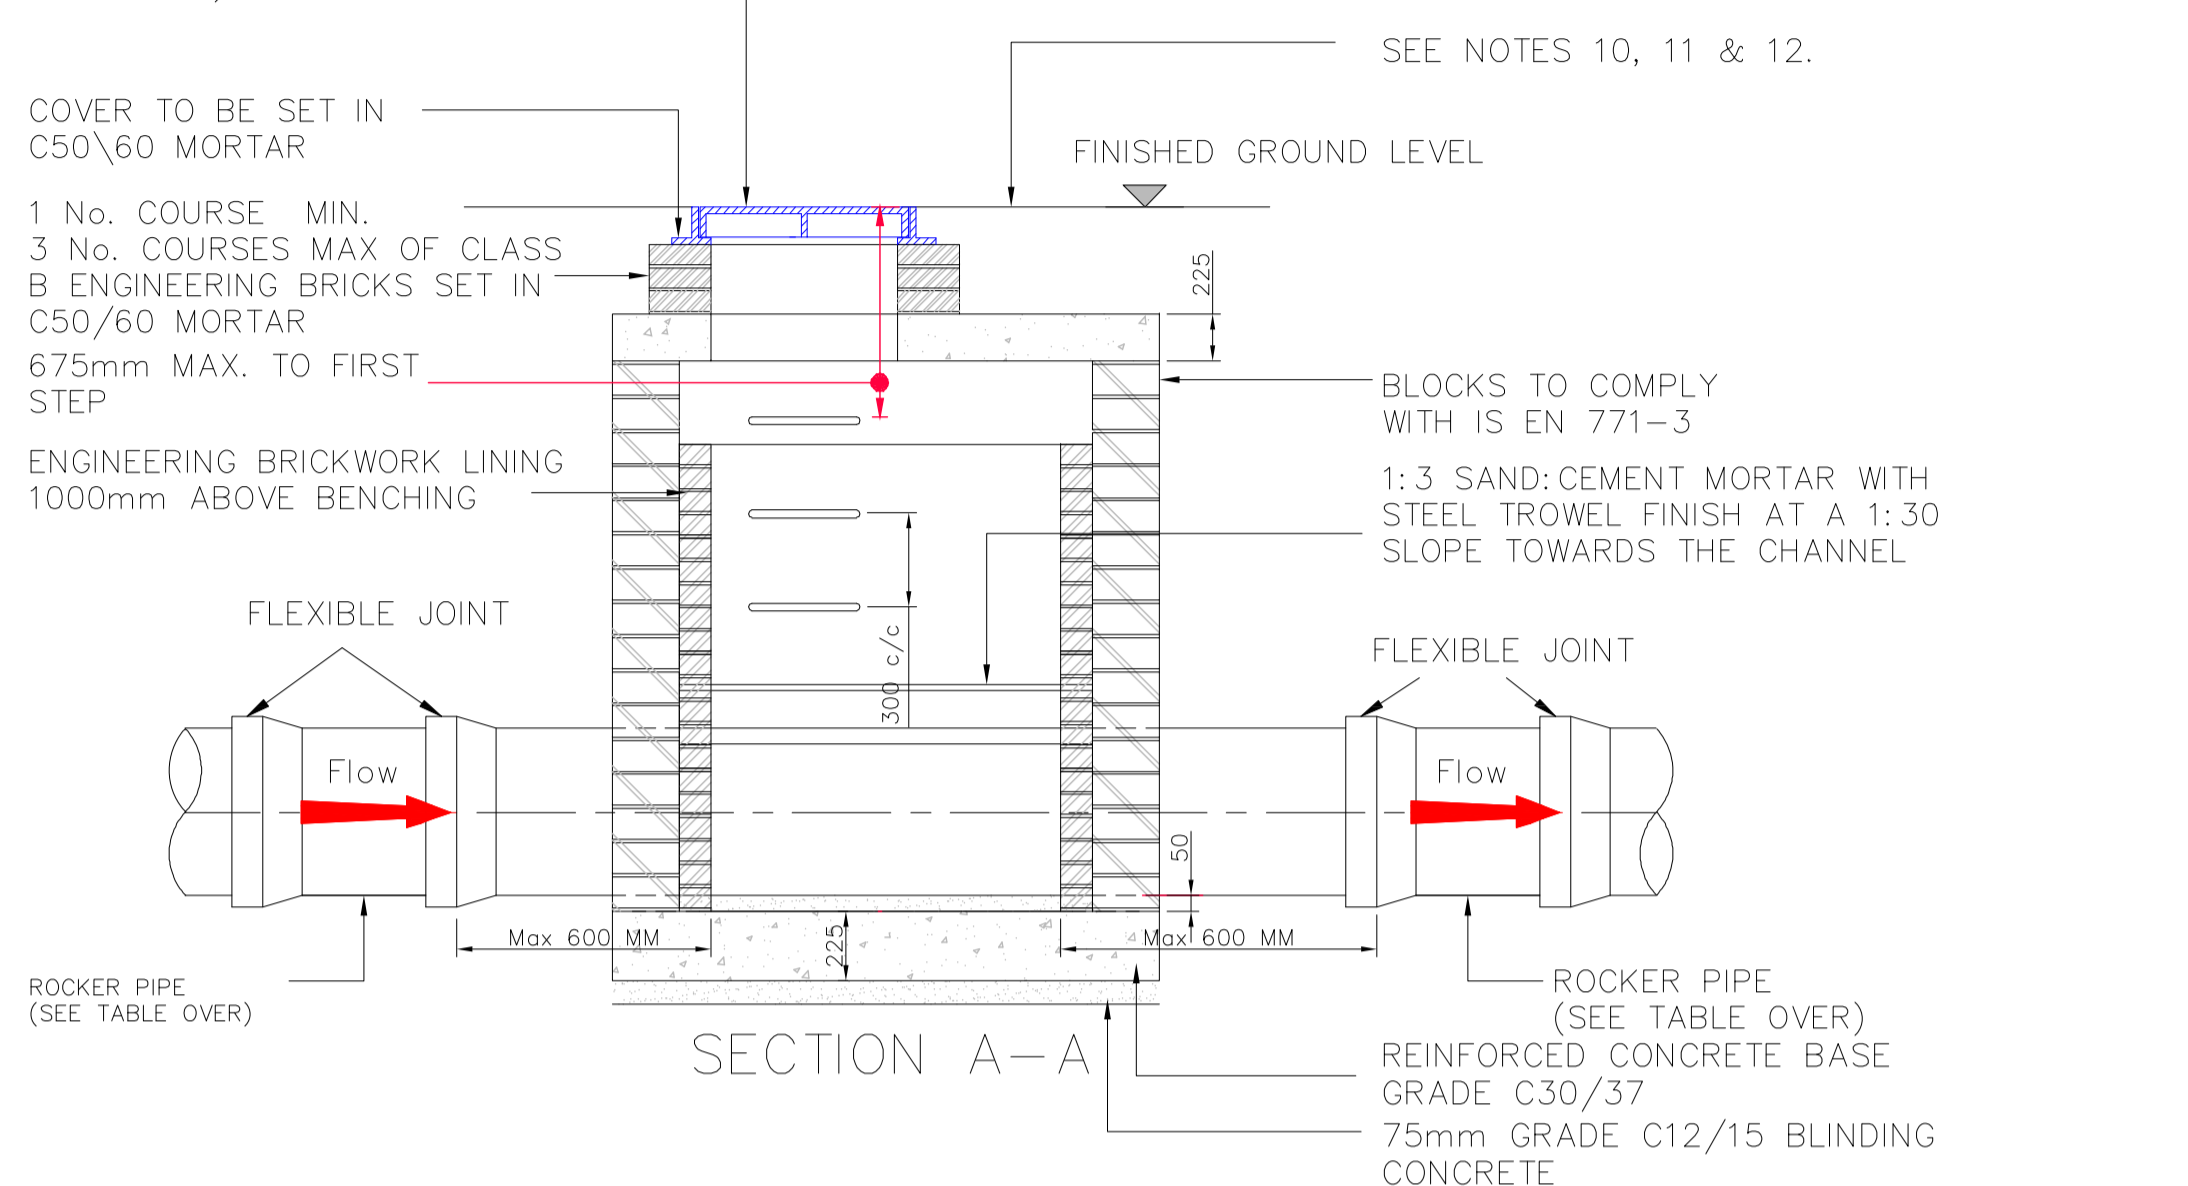 SEE NOTES 10, 11 & 12.
COVER TO BE SET IN
C50\60 MORTAR
FINISHED GROUND LEVEL
1 No. COURSE MIN.
3 No. COURSES MAX OF CLASS
B ENGINEERING BRICKS SET IN
C50/60 MORTAR
225
675mm MAX. TO FIRST
STEP
BLOCKS TO COMPLY
WITH IS EN 771-3
ENGINEERING BRICKWORK LINING
1000mm ABOVE BENCHING
1:3 SAND:CEMENT MORTAR WITH
STEEL TROWEL FINISH AT A 1:30
SLOPE TOWARDS THE CHANNEL
FLEXIBLE JOINT
300 c/c
FLEXIBLE JOINT
Flow
Flow
50
Max 600 MM
225
Max 600 MM
ROCKER PIPE
(SEE TABLE OVER)
ROCKER PIPE
(SEE TABLE OVER)
SECTION A-A
REINFORCED CONCRETE BASE
GRADE C30/37
75mm GRADE C12/15 BLINDING
CONCRETE